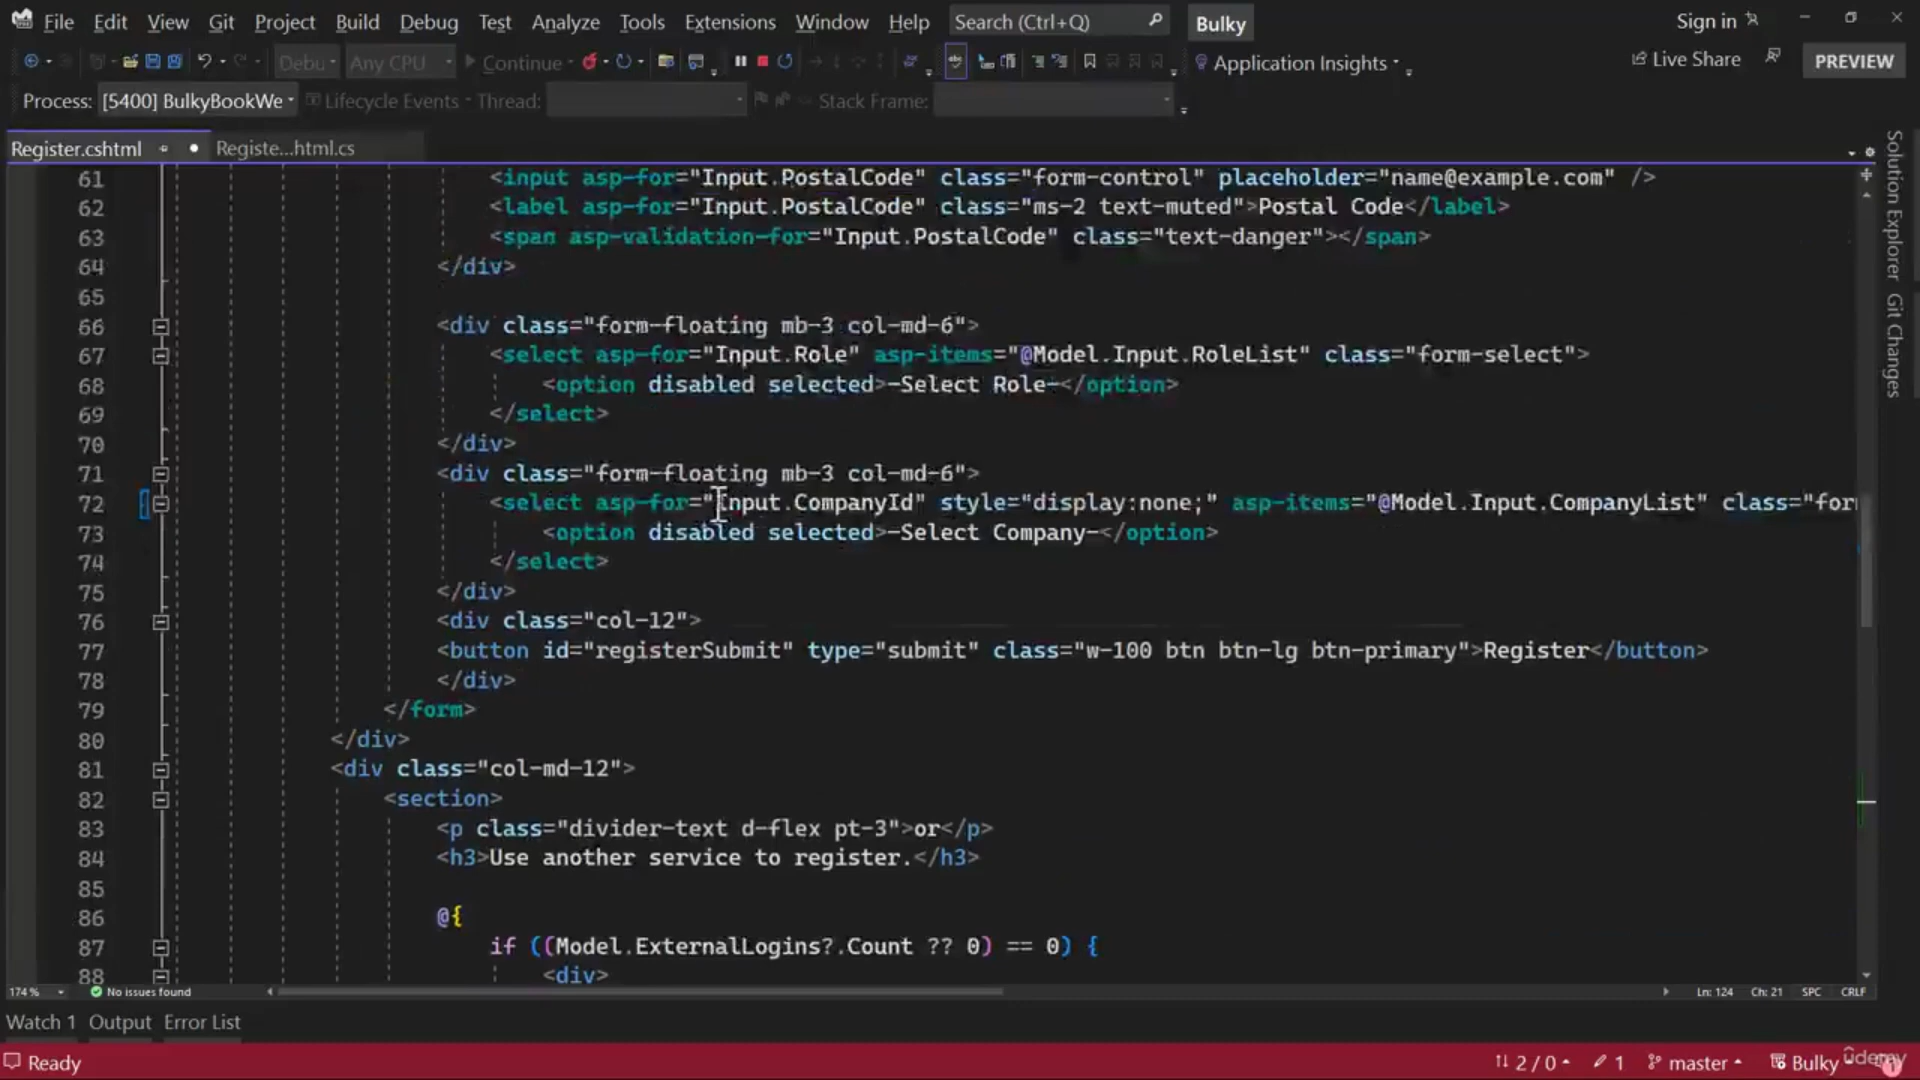 File Edit View Git Project Build Debug Test Analyze Tools Extensions Window Help Search (Ctrl+Q) Bulky Sign in
Debu Any CPU Continue Application Insights Live Share PREVIEW
Process: [5400] BulkyBookWe Lifecycle Events Thread: Stack Frame:
Register.cshtml Registe...html.cs
Solution Explorer
Git Changes
61 <input asp-for="Input.PostalCode" class="form-control" placeholder="name@example.com" />
62 <label asp-for="Input.PostalCode" class="ms-2 text-muted">Postal Code</label>
63 <span asp-validation-for="Input.PostalCode" class="text-danger"></span>
64 </div>
65
66 <div class="form-floating mb-3 col-md-6">
67 <select asp-for="Input.Role" asp-items="@Model.Input.RoleList" class="form-select">
68 <option disabled selected>-Select Role-</option>
69 </select>
70 </div>
71 <div class="form-floating mb-3 col-md-6">
72 <select asp-for="Input.CompanyId" style="display:none;" asp-items="@Model.Input.CompanyList" class="for
73 <option disabled selected>-Select Company-</option>
74 </select>
75 </div>
76 <div class="col-12">
77 <button id="registerSubmit" type="submit" class="w-100 btn btn-lg btn-primary">Register</button>
78 </div>
79 </form>
80 </div>
81 <div class="col-md-12">
82 <section>
83 <p class="divider-text d-flex pt-3">or</p>
84 <h3>Use another service to register.</h3>
85
86 @{
87 if ((Model.ExternalLogins?.Count ?? 0) == 0) {
88 <div>
174 % No issues found Ln: 124 Ch: 21 SPC CRLF
Watch 1 Output Error List
Ready 2 / 0 1 master Bulky ûdemy